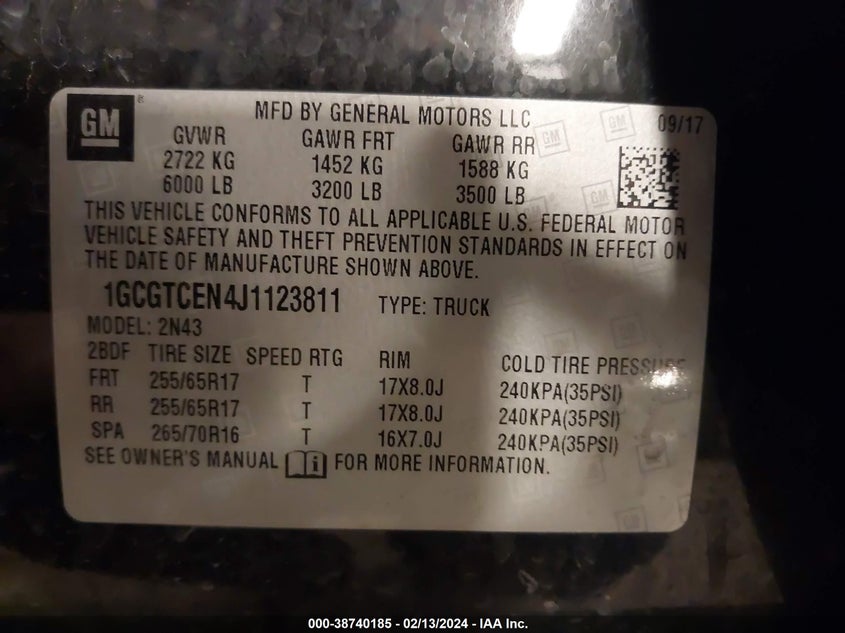 GM
MFD BY GENERAL MOTORS LLC 09/17
GVWR GAWR FRT GAWR RR
2722 KG 1452 KG 1588 KG
6000 LB 3200 LB 3500 LB
THIS VEHICLE CONFORMS TO ALL APPLICABLE U.S. FEDERAL MOTOR
VEHICLE SAFETY AND THEFT PREVENTION STANDARDS IN EFFECT ON
THE DATE OF MANUFACTURE SHOWN ABOVE.
1GCGTCEN4J1123811 TYPE: TRUCK
MODEL: 2N43
2BDF TIRE SIZE SPEED RTG RIM COLD TIRE PRESSURE
FRT 255/65R17 T 17X8.0J 240KPA(35PSI)
RR 255/65R17 T 17X8.0J 240KPA(35PSI)
SPA 265/70R16 T 16X7.0J 240KPA(35PSI)
SEE OWNER'S MANUAL FOR MORE INFORMATION.
000-38740185 - 02/13/2024 - IAA Inc.